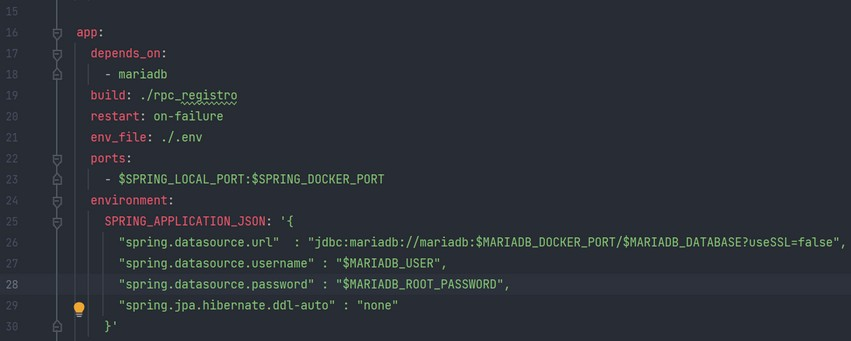 15
16 app:
17 depends_on:
18 - mariadb
19 build: ./rpc_registro
20 restart: on-failure
21 env_file: ./.env
22 ports:
23 - $SPRING_LOCAL_PORT:$SPRING_DOCKER_PORT
24 environment:
25 SPRING_APPLICATION_JSON: '{
26 "spring.datasource.url"  : "jdbc:mariadb://mariadb:$MARIADB_DOCKER_PORT/$MARIADB_DATABASE?useSSL=false",
27 "spring.datasource.username" : "$MARIADB_USER",
28 "spring.datasource.password" : "$MARIADB_ROOT_PASSWORD",
29 "spring.jpa.hibernate.ddl-auto" : "none"
30 }'